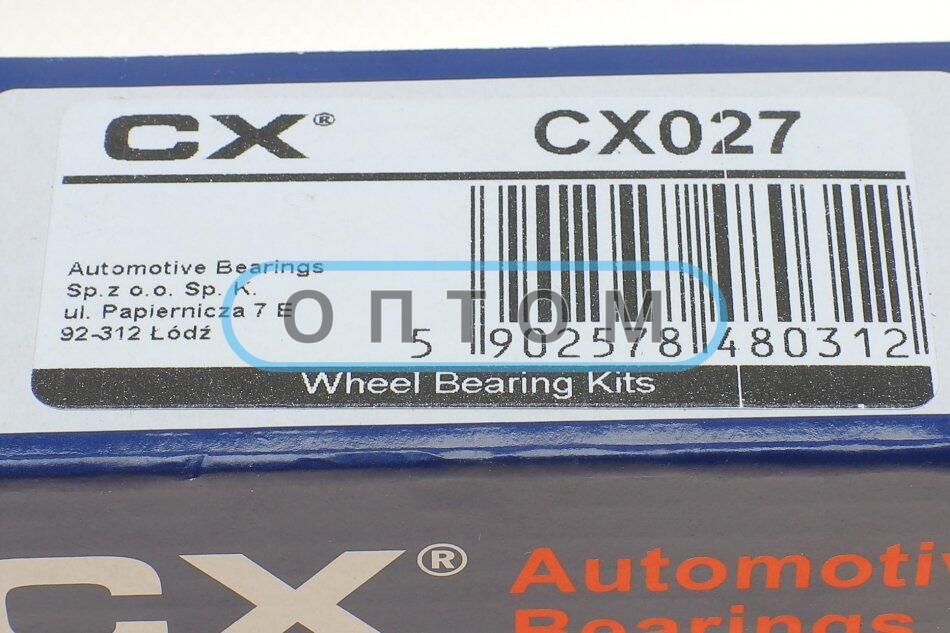 CX® CX027
Automotive Bearings
Sp.z o.o. Sp. K.
ul. Papiernicza 7 E
92-312 Łódź
ОПТОМ
5 902578 480312
Wheel Bearing Kits
CX® Automotiv
Bearings